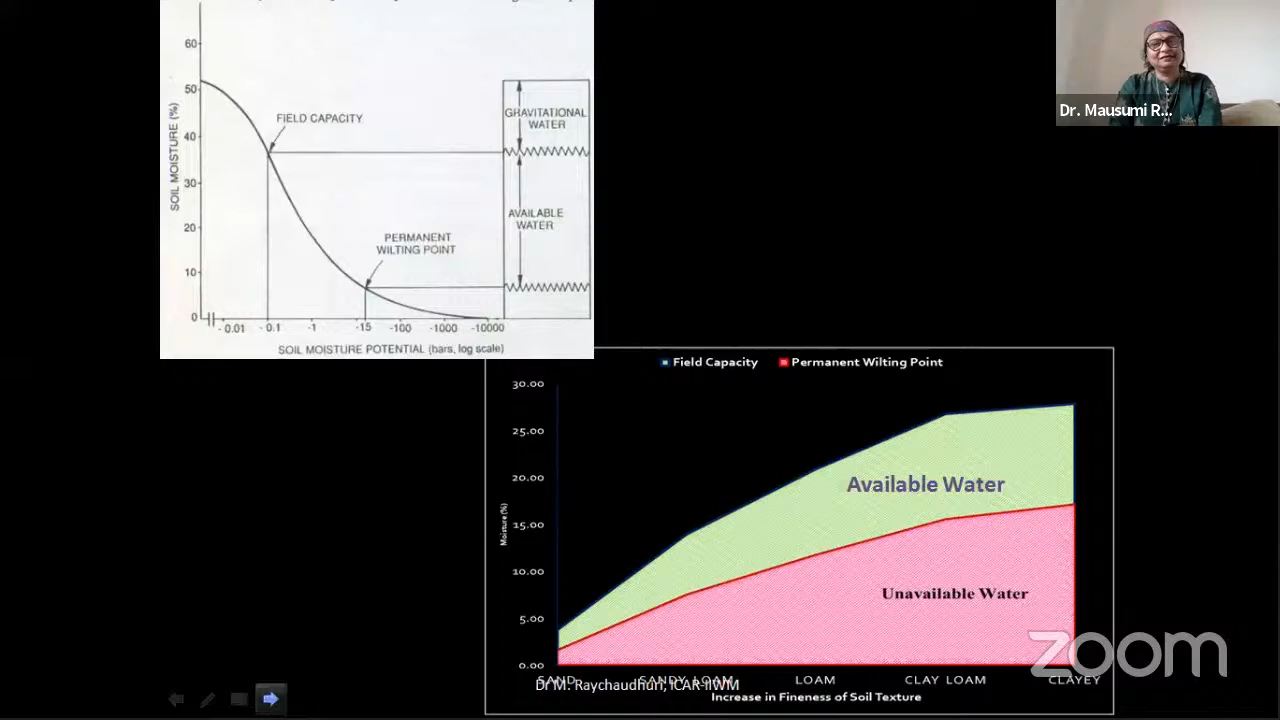 60
50
40
30
20
10
0
SOIL MOISTURE (%)
FIELD CAPACITY
PERMANENT
WILTING POINT
GRAVITATIONAL
WATER
AVAILABLE
WATER
- 0.01 - 0.1 -1 -15 -100 -1000 -10000
SOIL MOISTURE POTENTIAL (bars, log scale)
Dr. Mausumi R...
Field Capacity Permanent Wilting Point
30.00
25.00
20.00
15.00
10.00
5.00
0.00
Moisture (%)
Available Water
Unavailable Water
SAND SANDY LOAM LOAM CLAY LOAM CLAYEY
Dr M. Raychaudhuri, ICAR-IIWM
Increase in Fineness of Soil Texture
zoom